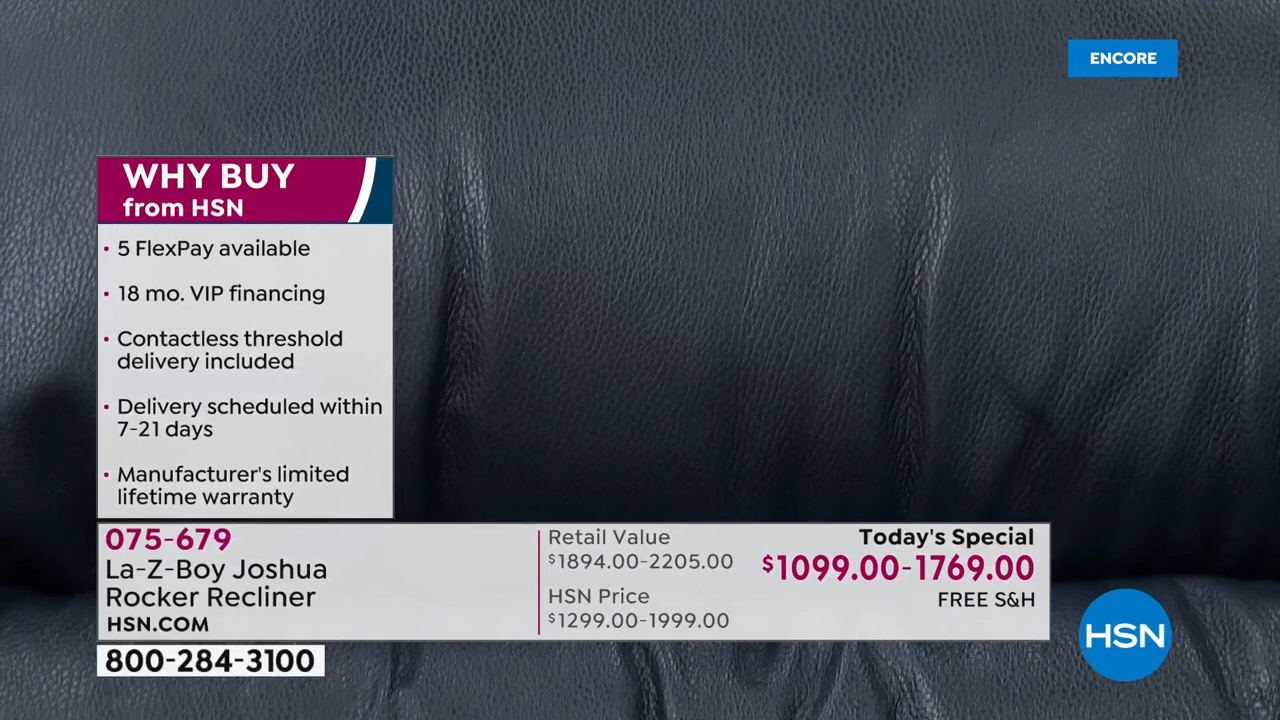 ENCORE
WHY BUY
from HSN
• 5 FlexPay available
• 18 mo. VIP financing
• Contactless threshold
delivery included
• Delivery scheduled within
7-21 days
• Manufacturer's limited
lifetime warranty
075-679
La-Z-Boy Joshua
Rocker Recliner
HSN.COM
Retail Value
$1894.00-2205.00
HSN Price
$1299.00-1999.00
Today's Special
$1099.00-1769.00
FREE S&H
800-284-3100
HSN